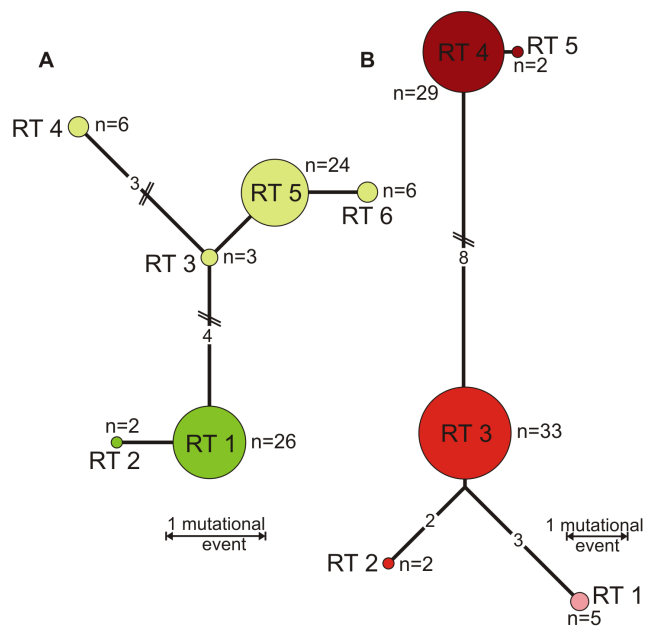 A
RT 4
n=6
3
n=24
RT 5
n=6
RT 6
RT 3
n=3
4
n=2
RT 2
RT 1
n=26
1 mutational
event
B
RT 4
RT 5
n=2
n=29
8
RT 3
n=33
2
3
1 mutational
event
RT 2
n=2
RT 1
n=5